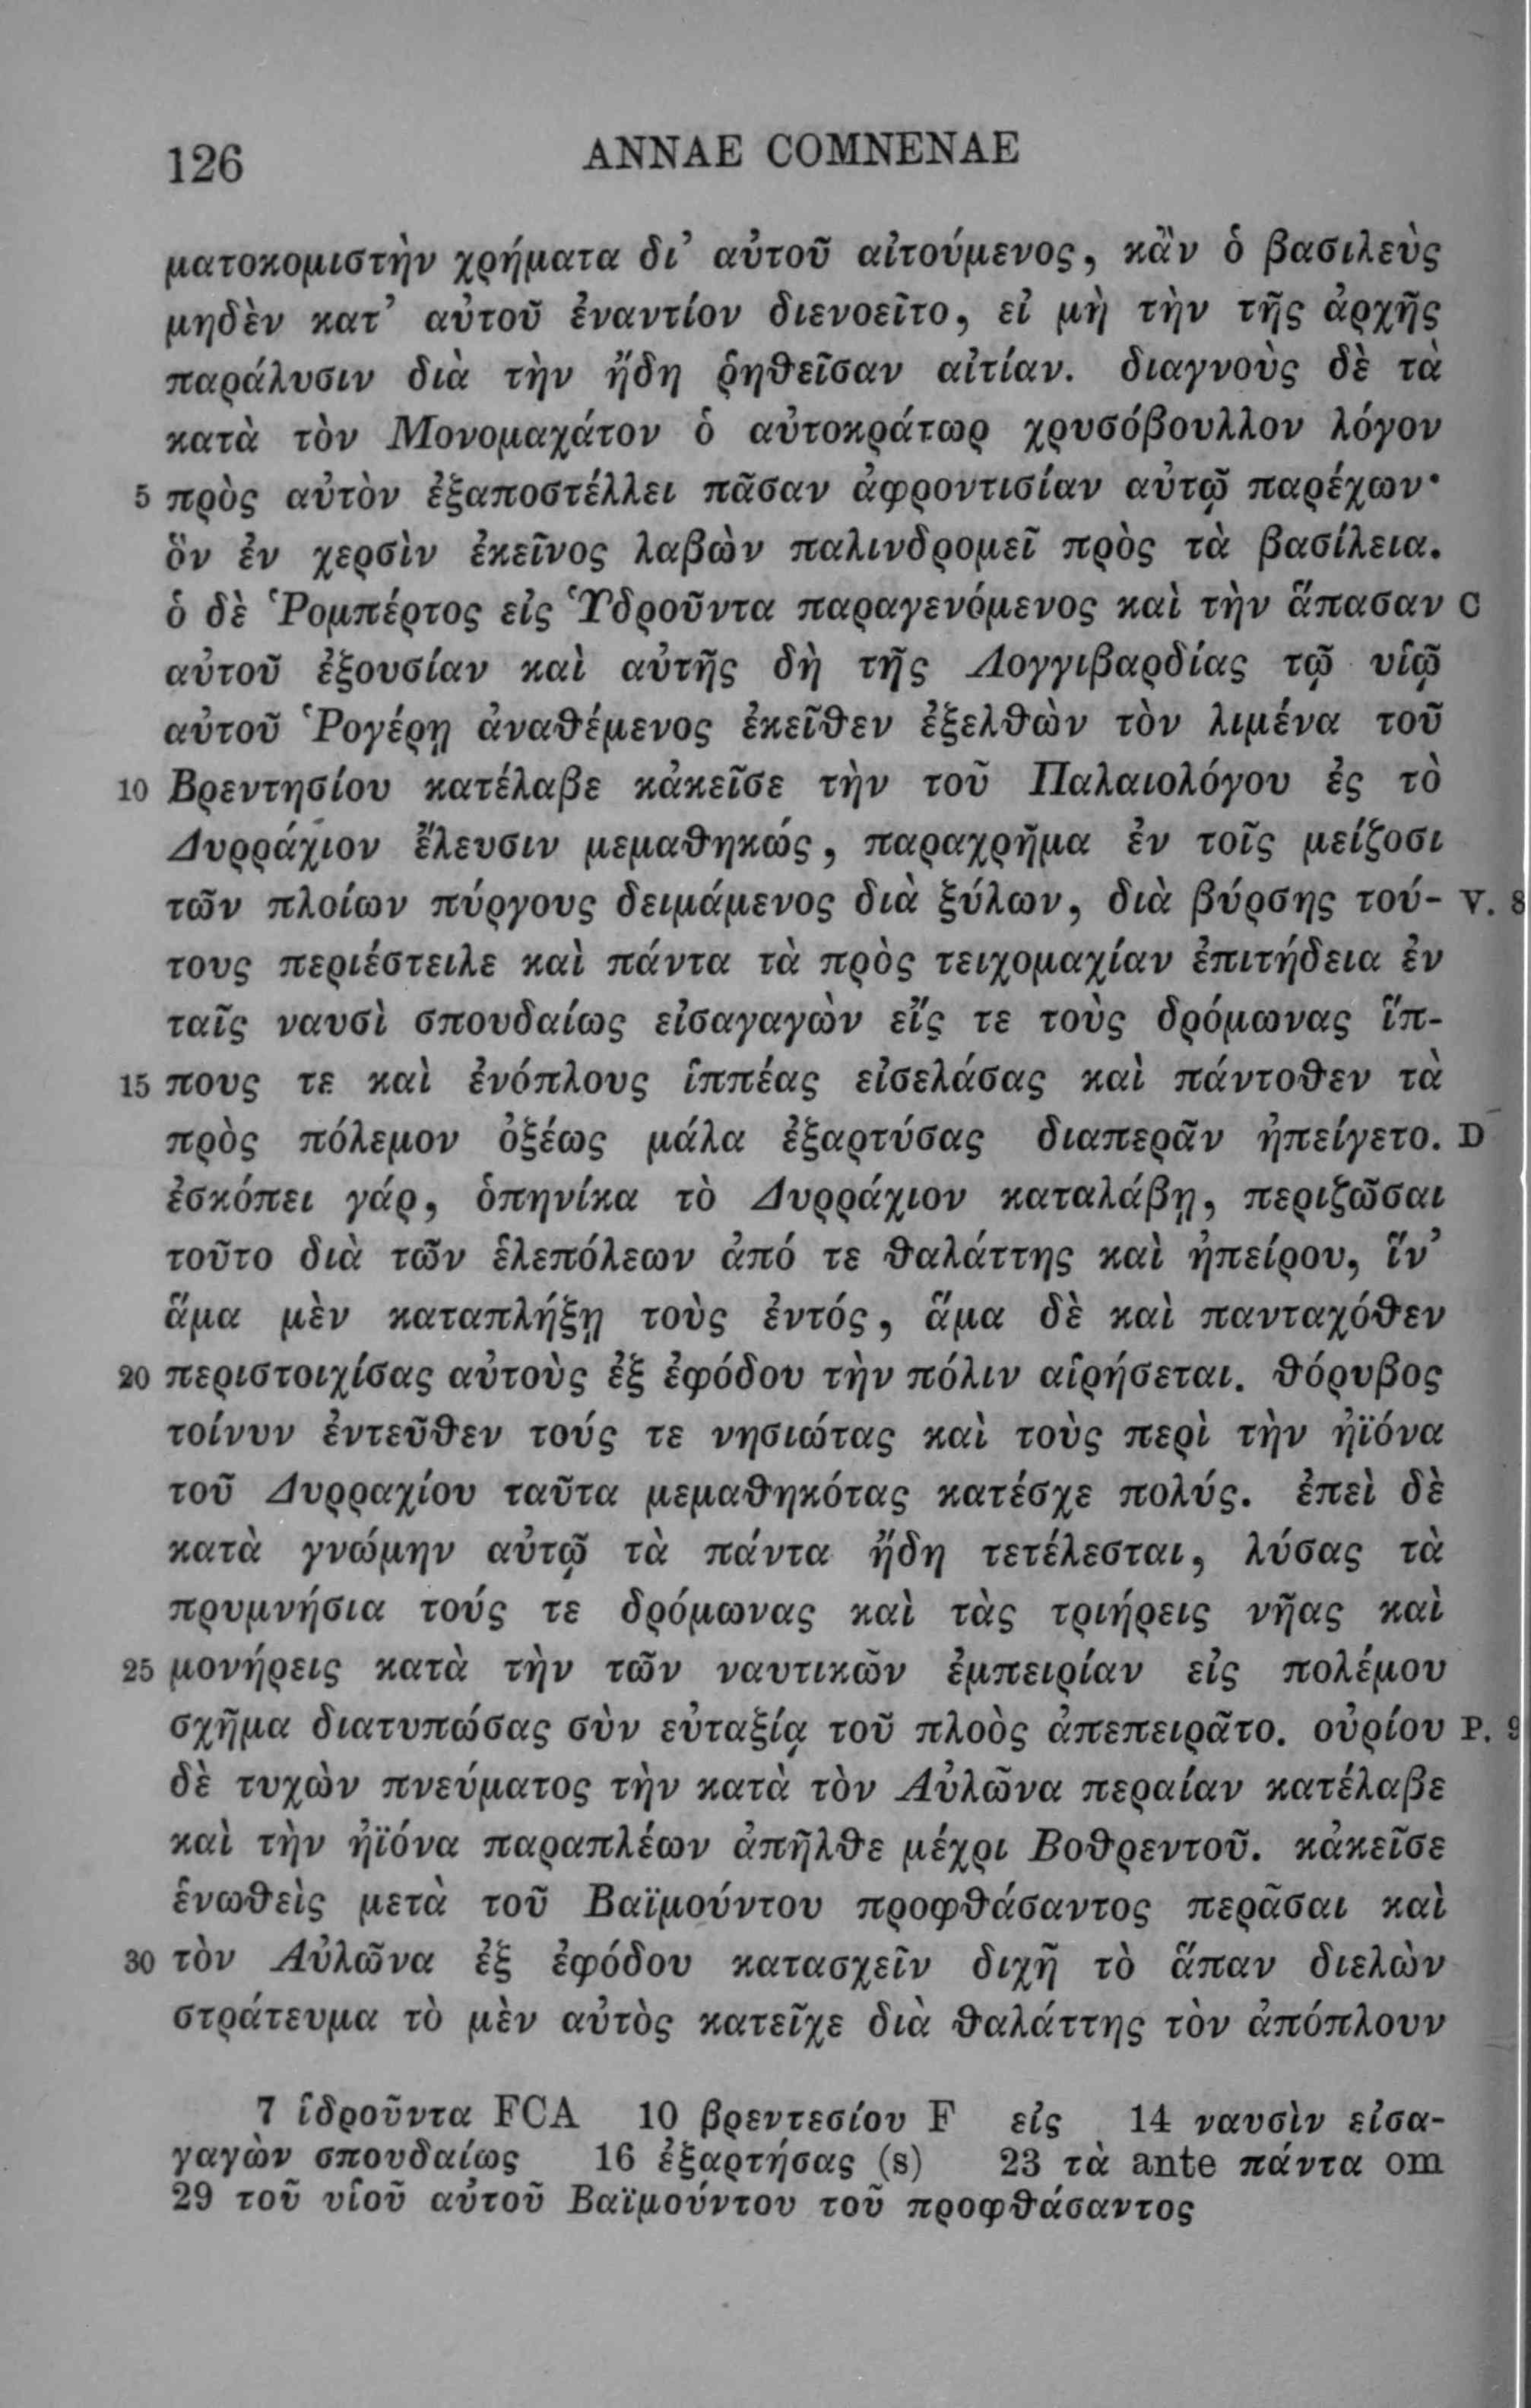 126
ANNAE COMNENAE
ματοκομιστὴν χρήματα δι᾽ αὐτοῦ αἰτούμενος, κἂν ὁ βασιλεὺς
μηδὲν κατ᾽ αὐτοῦ ἐναντίον διενοεῖτο, εἰ μὴ τὴν τῆς ἀρχῆς
παράλυσιν διὰ τὴν ἤδη ῥηθεῖσαν αἰτίαν. διαγνοὺς δὲ τὰ
κατὰ τὸν Μονομαχάτον ὁ αὐτοκράτωρ χρυσόβουλλον λόγον
5 πρὸς αὐτὸν ἐξαποστέλλει πᾶσαν ἀφροντισίαν αὐτῷ παρέχων·
ὃν ἐν χερσὶν ἐκεῖνος λαβὼν παλινδρομεῖ πρὸς τὰ βασίλεια.
ὁ δὲ Ῥομπέρτος εἰς Ὑδροῦντα παραγενόμενος καὶ τὴν ἅπασαν C
αὐτοῦ ἐξουσίαν καὶ αὐτῆς δὴ τῆς Λογγιβαρδίας τῷ υἱῷ
αὐτοῦ Ῥογέρῃ ἀναθέμενος ἐκεῖθεν ἐξελθὼν τὸν λιμένα τοῦ
10 Βρεντησίου κατέλαβε κἀκεῖσε τὴν τοῦ Παλαιολόγου ἐς τὸ
Δυρράχιον ἔλευσιν μεμαθηκώς, παραχρῆμα ἐν τοῖς μείζοσι
τῶν πλοίων πύργους δειμάμενος διὰ ξύλων, διὰ βύρσης τού- V. 8
τους περιέστειλε καὶ πάντα τὰ πρὸς τειχομαχίαν ἐπιτήδεια ἐν
ταῖς ναυσὶ σπουδαίως εἰσαγαγὼν εἴς τε τοὺς δρόμωνας ἵπ-
15 πους τε καὶ ἐνόπλους ἱππέας εἰσελάσας καὶ πάντοθεν τὰ
πρὸς πόλεμον ὀξέως μάλα ἐξαρτύσας διαπερᾶν ἠπείγετο. D
ἐσκόπει γάρ, ὁπηνίκα τὸ Δυρράχιον καταλάβῃ, περιζῶσαι
τοῦτο διὰ τῶν ἑλεπόλεων ἀπό τε θαλάττης καὶ ἠπείρου, ἵν᾽
ἅμα μὲν καταπλήξῃ τοὺς ἐντός, ἅμα δὲ καὶ πανταχόθεν
20 περιστοιχίσας αὐτοὺς ἐξ ἐφόδου τὴν πόλιν αἱρήσεται. θόρυβος
τοίνυν ἐντεῦθεν τούς τε νησιώτας καὶ τοὺς περὶ τὴν ἠϊόνα
τοῦ Δυρραχίου ταῦτα μεμαθηκότας κατέσχε πολύς. ἐπεὶ δὲ
κατὰ γνώμην αὐτῷ τὰ πάντα ἤδη τετέλεσται, λύσας τὰ
πρυμνήσια τούς τε δρόμωνας καὶ τὰς τριήρεις νῆας καὶ
25 μονήρεις κατὰ τὴν τῶν ναυτικῶν ἐμπειρίαν εἰς πολέμου
σχῆμα διατυπώσας σὺν εὐταξίᾳ τοῦ πλοὸς ἀπεπειρᾶτο. οὐρίου P. 9
δὲ τυχὼν πνεύματος τὴν κατὰ τὸν Αὐλῶνα περαίαν κατέλαβε
καὶ τὴν ἠϊόνα παραπλέων ἀπῆλθε μέχρι Βοθρεντοῦ. κἀκεῖσε
ἑνωθεὶς μετὰ τοῦ Βαϊμούντου προφθάσαντος περᾶσαι καὶ
30 τὸν Αὐλῶνα ἐξ ἐφόδου κατασχεῖν διχῆ τὸ ἅπαν διελὼν
στράτευμα τὸ μὲν αὐτὸς κατεῖχε διὰ θαλάττης τὸν ἀπόπλουν
7 ἱδροῦντα FCA 10 βρεντεσίου F εἰς 14 ναυσὶν εἰσα-
γαγὼν σπουδαίως 16 ἐξαρτήσας (s) 23 τὰ ante πάντα om
29 τοῦ υἱοῦ αὐτοῦ Βαϊμούντου τοῦ προφθάσαντος